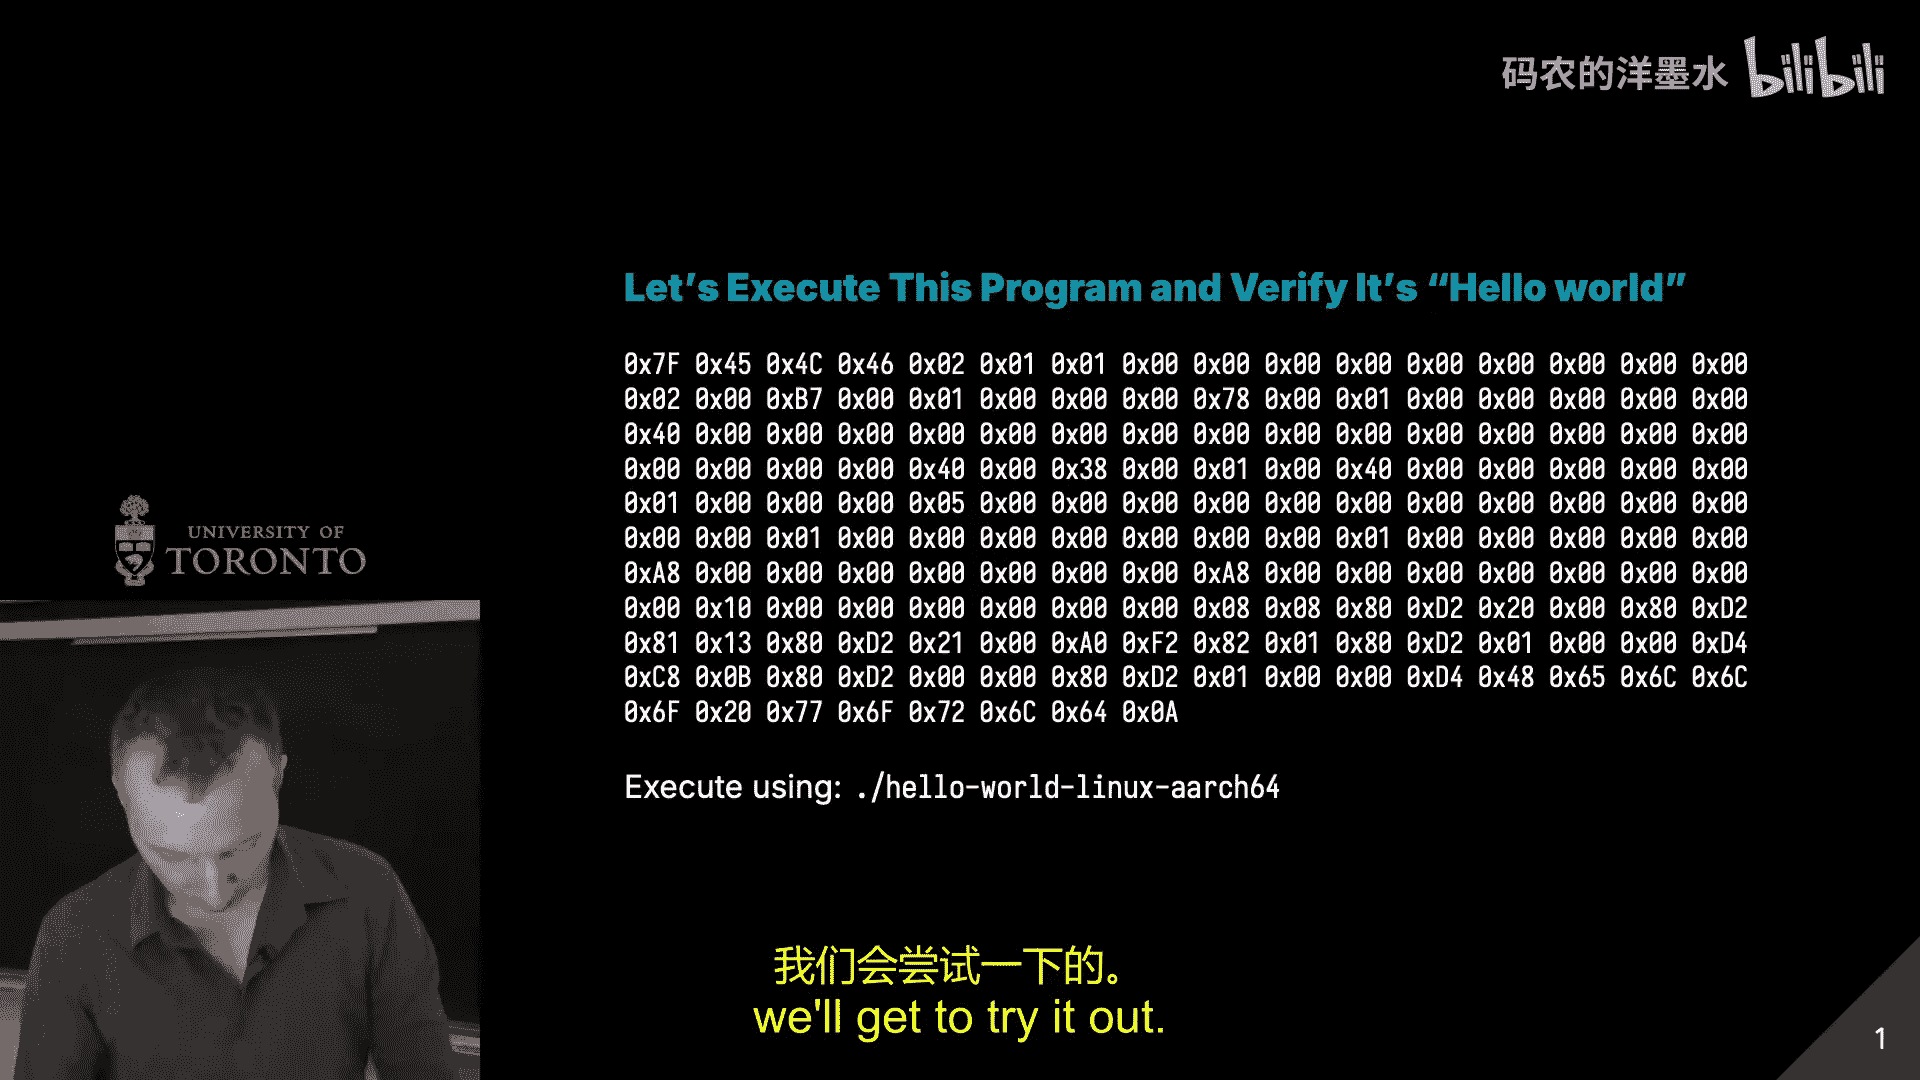 码农的洋墨水 bilibili
Let’s Execute This Program and Verify It’s “Hello world”
0x7F 0x45 0x4C 0x46 0x02 0x01 0x01 0x00 0x00 0x00 0x00 0x00 0x00 0x00 0x00 0x00
0x02 0x00 0xB7 0x00 0x01 0x00 0x00 0x00 0x78 0x00 0x01 0x00 0x00 0x00 0x00 0x00
0x40 0x00 0x00 0x00 0x00 0x00 0x00 0x00 0x00 0x00 0x00 0x00 0x00 0x00 0x00 0x00
0x00 0x00 0x00 0x00 0x40 0x00 0x38 0x00 0x01 0x00 0x40 0x00 0x00 0x00 0x00 0x00
0x01 0x00 0x00 0x00 0x05 0x00 0x00 0x00 0x00 0x00 0x00 0x00 0x00 0x00 0x00 0x00
0x00 0x00 0x01 0x00 0x00 0x00 0x00 0x00 0x00 0x00 0x01 0x00 0x00 0x00 0x00 0x00
0xA8 0x00 0x00 0x00 0x00 0x00 0x00 0x00 0xA8 0x00 0x00 0x00 0x00 0x00 0x00 0x00
0x00 0x10 0x00 0x00 0x00 0x00 0x00 0x00 0x08 0x08 0x80 0xD2 0x20 0x00 0x80 0xD2
0x81 0x13 0x80 0xD2 0x21 0x00 0xA0 0xF2 0x82 0x01 0x80 0xD2 0x01 0x00 0x00 0xD4
0xC8 0x0B 0x80 0xD2 0x00 0x00 0x80 0xD2 0x01 0x00 0x00 0xD4 0x48 0x65 0x6C 0x6C
0x6F 0x20 0x77 0x6F 0x72 0x6C 0x64 0x0A
Execute using: ./hello-world-linux-aarch64
UNIVERSITY OF
TORONTO
我们会尝试一下的。
we'll get to try it out.
1